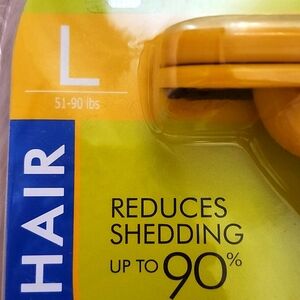 L
51-90 lbs
HAIR
REDUCES
SHEDDING
UP TO 90%